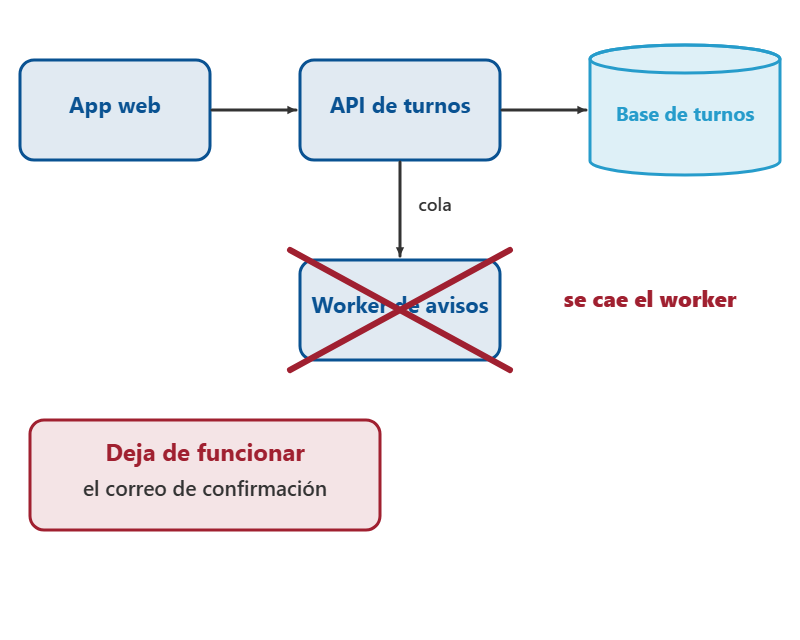 App web
API de turnos
Base de turnos
cola
Worker de avisos
se cae el worker
Deja de funcionar
el correo de confirmación